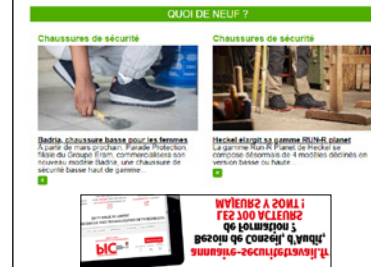 QUOI DE NEUF ?
Chaussures de sécurité
Badria, chaussure basse pour les femmes
À partir de mars prochain, Parade Protection,
filiale du Groupe Eram, commercialisera son
nouveau modèle Badria, une chaussure de
sécurité basse haut de gamme...
Chaussures de sécurité
Heckel élargit sa gamme RUN-R planet
La gamme Run-R Planet de Heckel se
compose désormais de 4 modèles déclinés en
version basse ou haute...
annuaire-securitetravail.fr
Besoin de Conseil, d'Audit,
de Formation ?
LES 700 ACTEURS
MAJEURS Y SONT !
PIC